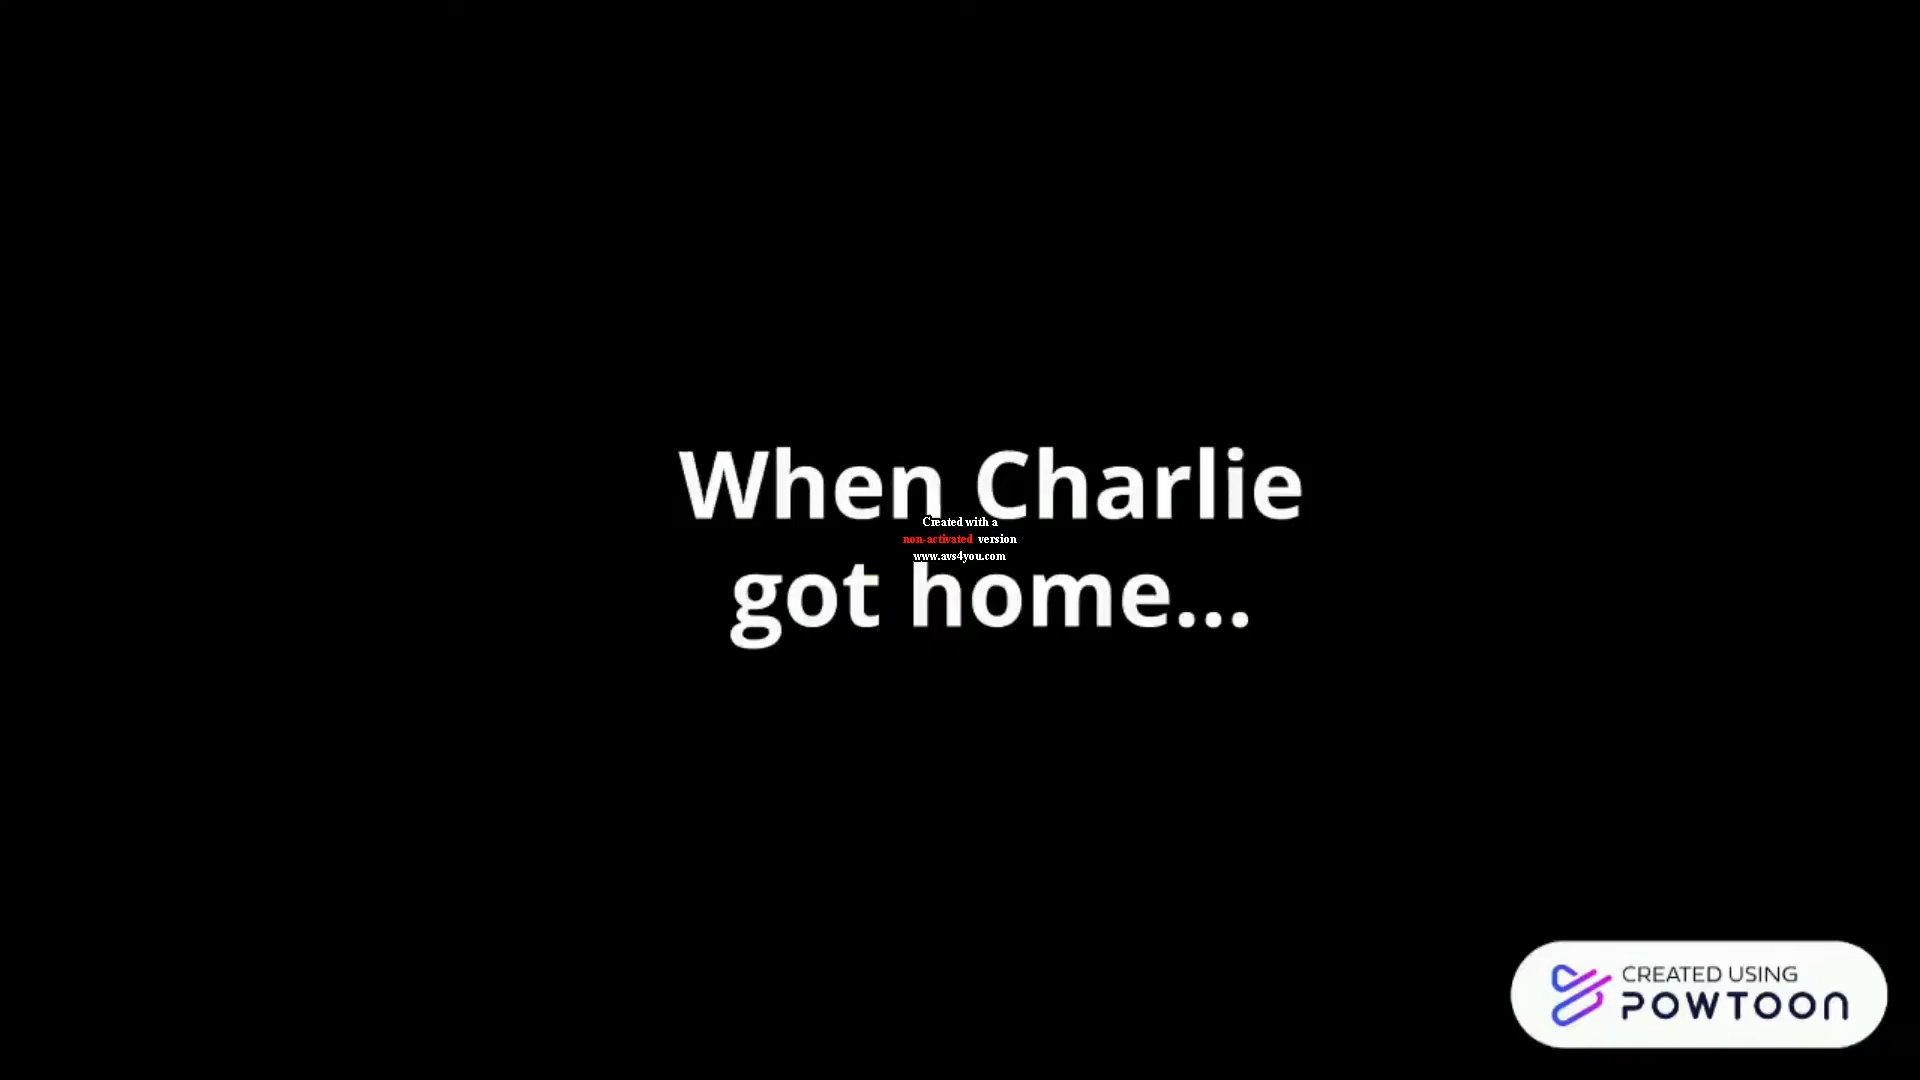 When Charlie
Created with a
non-activated version
www.avs4you.com
got home...
CREATED USING
POWTOON